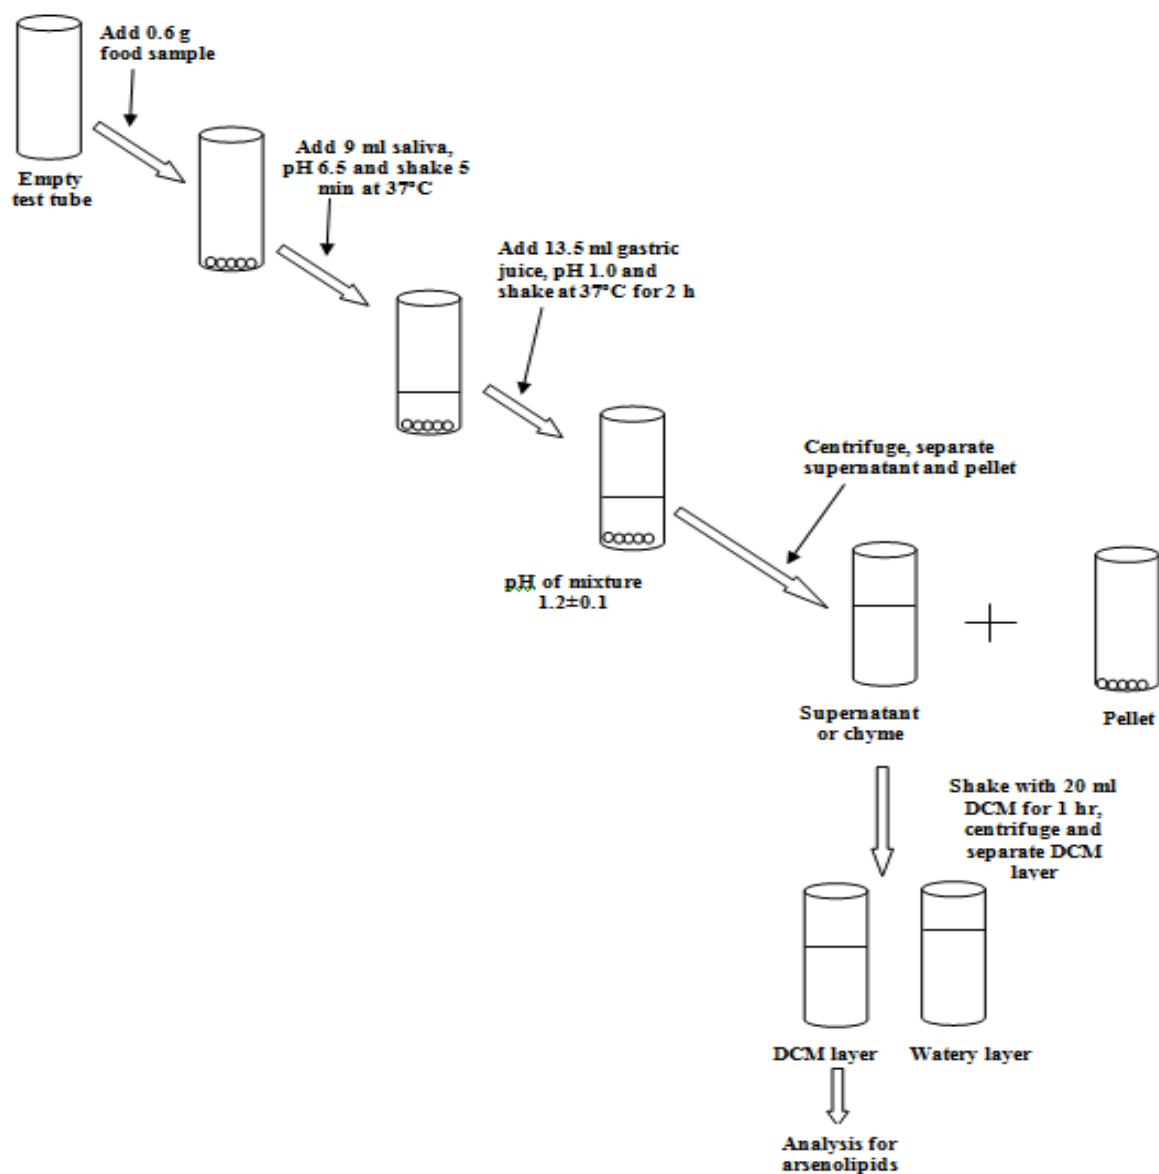 Add 0.6 g
food sample
Empty
test tube
Add 9 ml saliva,
pH 6.5 and shake 5
min at 37°C
Add 13.5 ml gastric
juice, pH 1.0 and
shake at 37°C for 2 h
pH of mixture
1.2±0.1
Centrifuge, separate
supernatant and pellet
Supernatant
or chyme
Pellet
Shake with 20 ml
DCM for 1 hr,
centrifuge and
separate DCM
layer
DCM layer
Watery layer
Analysis for
arsenolipids